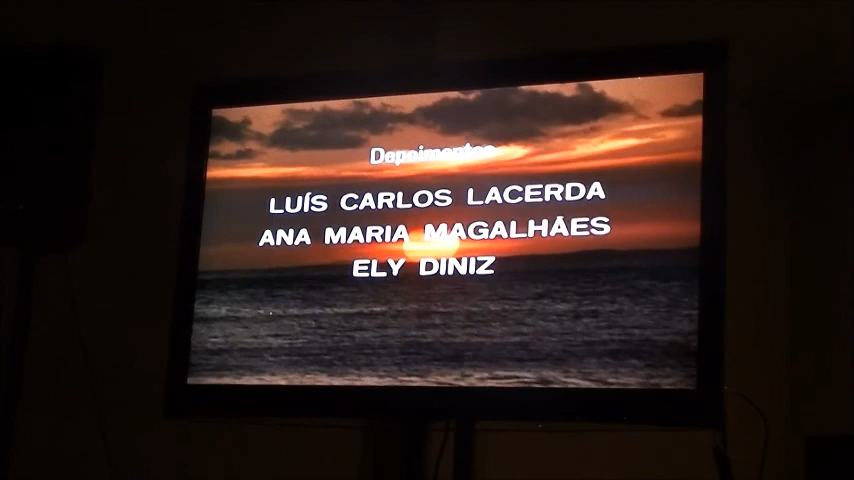 Depoimentos
LUÍS CARLOS LACERDA
ANA MARIA MAGALHÃES
ELY DINIZ